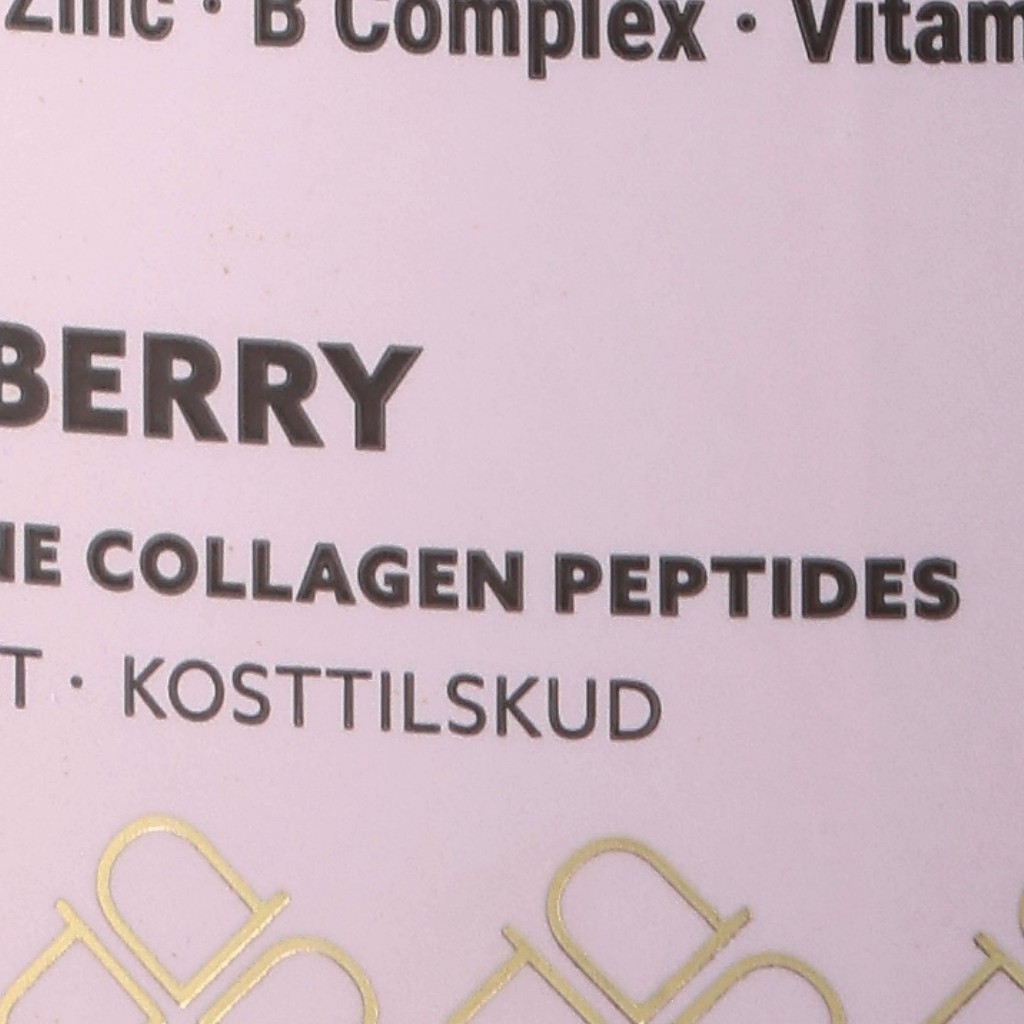 Zinc · B Complex · Vitam
BERRY
NE COLLAGEN PEPTIDES
T · KOSTTILSKUD